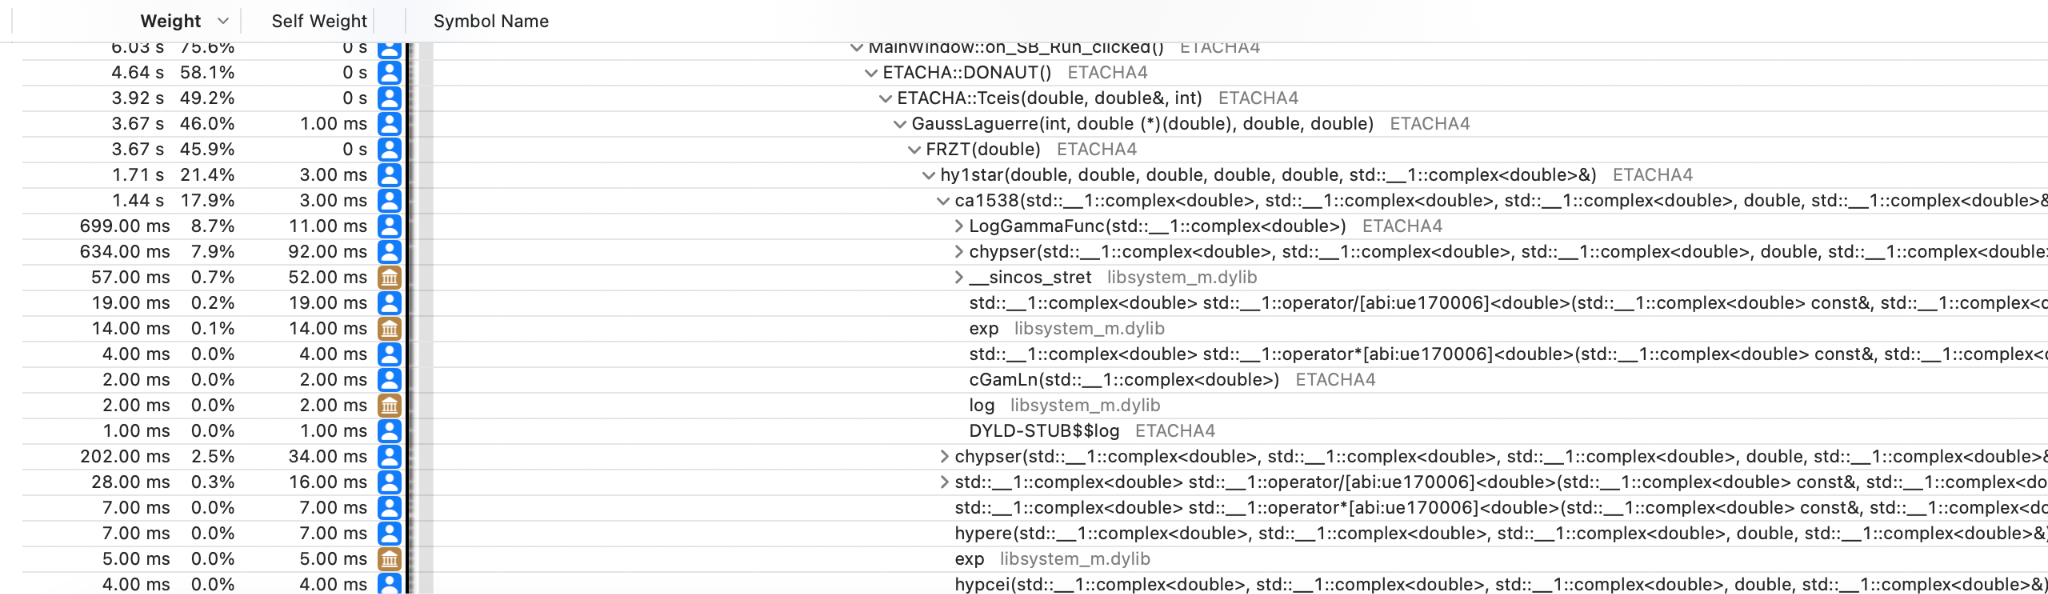 Weight Self Weight Symbol Name
6.03 s 75.6% 0 s MainWindow::on_SB_Run_clicked() ETACHA4
4.64 s 58.1% 0 s ETACHA::DONAUT() ETACHA4
3.92 s 49.2% 0 s ETACHA::Tceis(double, double&, int) ETACHA4
3.67 s 46.0% 1.00 ms GaussLaguerre(int, double (*)(double), double, double) ETACHA4
3.67 s 45.9% 0 s FRZT(double) ETACHA4
1.71 s 21.4% 3.00 ms hy1star(double, double, double, double, double, std::__1::complex<double>&) ETACHA4
1.44 s 17.9% 3.00 ms ca1538(std::__1::complex<double>, std::__1::complex<double>, std::__1::complex<double>, double, std::__1::complex<double>&
699.00 ms 8.7% 11.00 ms LogGammaFunc(std::__1::complex<double>) ETACHA4
634.00 ms 7.9% 92.00 ms chypser(std::__1::complex<double>, std::__1::complex<double>, std::__1::complex<double>, double, std::__1::complex<double>
57.00 ms 0.7% 52.00 ms __sincos_stret libsystem_m.dylib
19.00 ms 0.2% 19.00 ms std::__1::complex<double> std::__1::operator/[abi:ue170006]<double>(std::__1::complex<double> const&, std::__1::complex<d
14.00 ms 0.1% 14.00 ms exp libsystem_m.dylib
4.00 ms 0.0% 4.00 ms std::__1::complex<double> std::__1::operator*[abi:ue170006]<double>(std::__1::complex<double> const&, std::__1::complex<d
2.00 ms 0.0% 2.00 ms cGamLn(std::__1::complex<double>) ETACHA4
2.00 ms 0.0% 2.00 ms log libsystem_m.dylib
1.00 ms 0.0% 1.00 ms DYLD-STUB$$log ETACHA4
202.00 ms 2.5% 34.00 ms chypser(std::__1::complex<double>, std::__1::complex<double>, std::__1::complex<double>, double, std::__1::complex<double>&
28.00 ms 0.3% 16.00 ms std::__1::complex<double> std::__1::operator/[abi:ue170006]<double>(std::__1::complex<double> const&, std::__1::complex<do
7.00 ms 0.0% 7.00 ms std::__1::complex<double> std::__1::operator*[abi:ue170006]<double>(std::__1::complex<double> const&, std::__1::complex<do
7.00 ms 0.0% 7.00 ms hypere(std::__1::complex<double>, std::__1::complex<double>, std::__1::complex<double>, double, std::__1::complex<double>&)
5.00 ms 0.0% 5.00 ms exp libsystem_m.dylib
4.00 ms 0.0% 4.00 ms hypcei(std::__1::complex<double>, std::__1::complex<double>, std::__1::complex<double>, double, std::__1::complex<double>&)